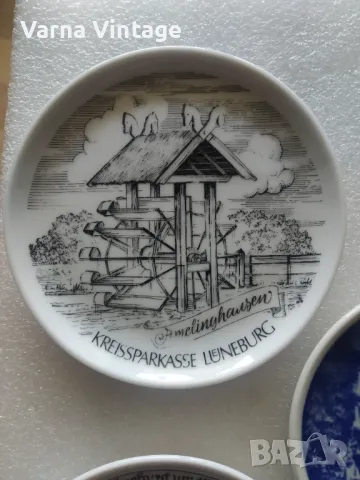 Varna Vintage
Amelinghausen
KREISSPARKASSE LÜNEBURG
bazar